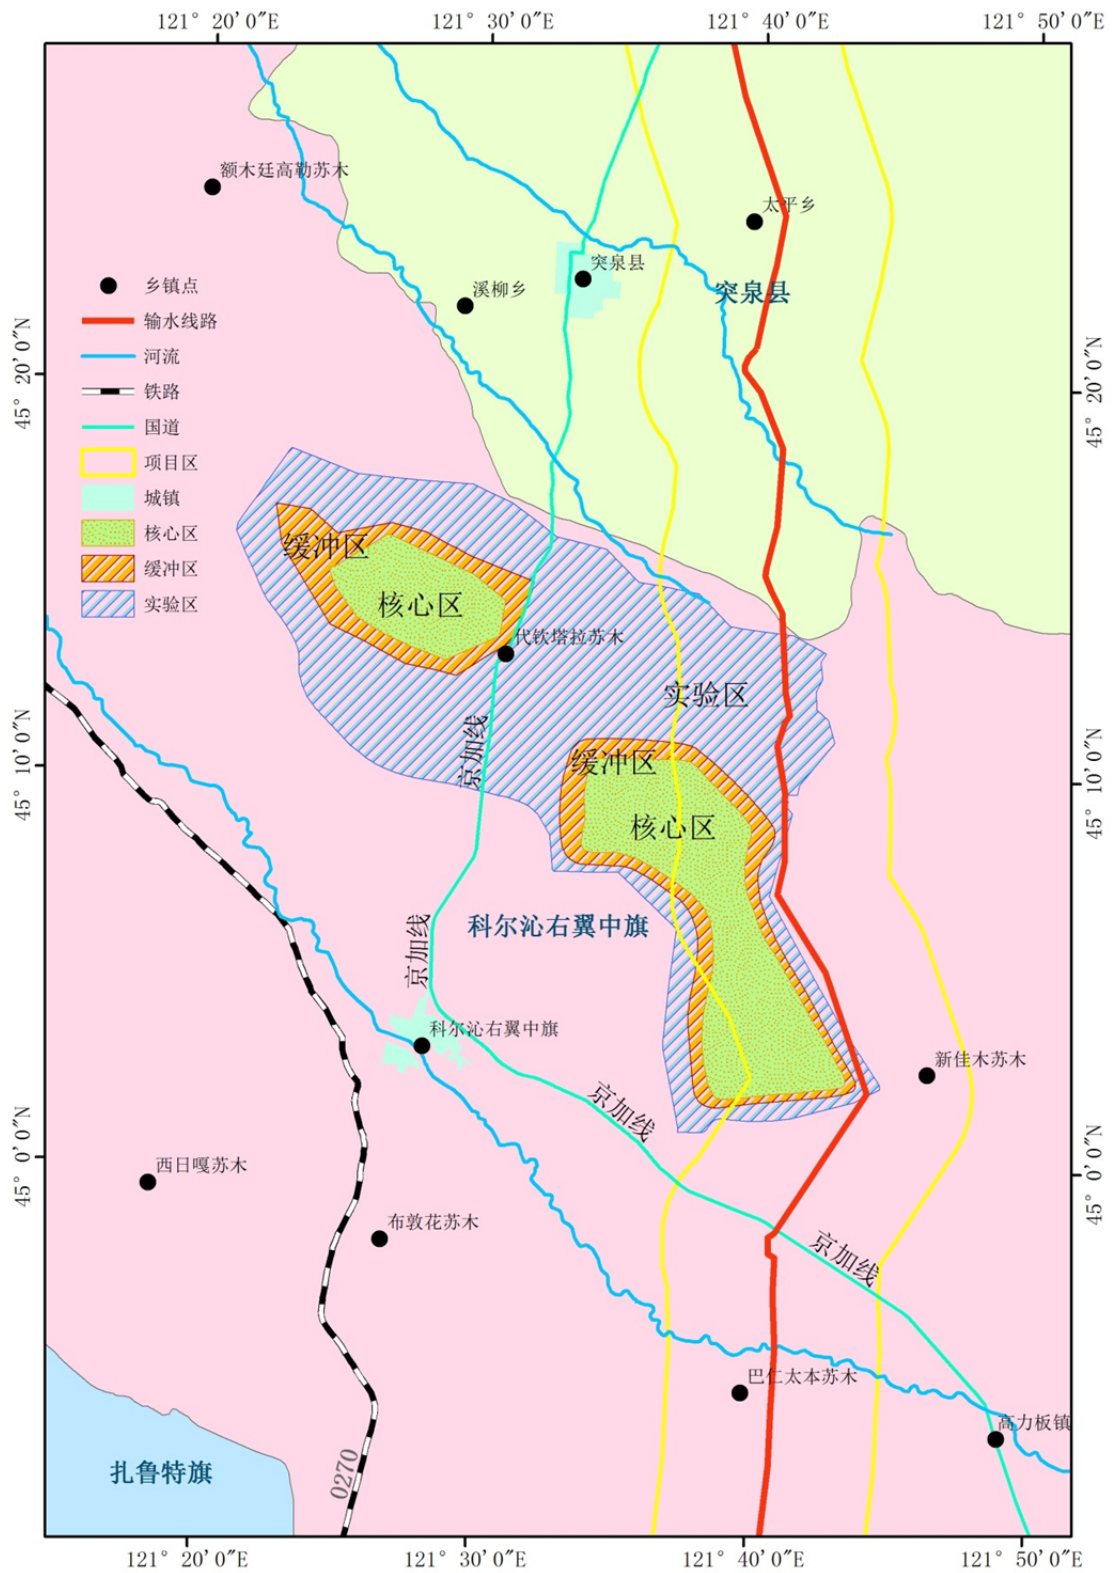 121° 20′0″E
121° 30′0″E
121° 40′0″E
121° 50′0″E
额木廷高勒苏木
太平乡
突泉县
溪柳乡
突泉县
乡镇点
输水线路
河流
铁路
国道
项目区
城镇
核心区
缓冲区
实验区
45° 20′0″N
45° 20′0″N
缓冲区
核心区
代钦塔拉苏木
实验区
京加线
缓冲区
45° 10′0″N
45° 10′0″N
核心区
科尔沁右翼中旗
京加线
科尔沁右翼中旗
新佳木苏木
京加线
45° 0′0″N
45° 0′0″N
西日嘎苏木
布敦花苏木
京加线
巴仁太本苏木
高力板镇
扎鲁特旗
0270
121° 20′0″E
121° 30′0″E
121° 40′0″E
121° 50′0″E